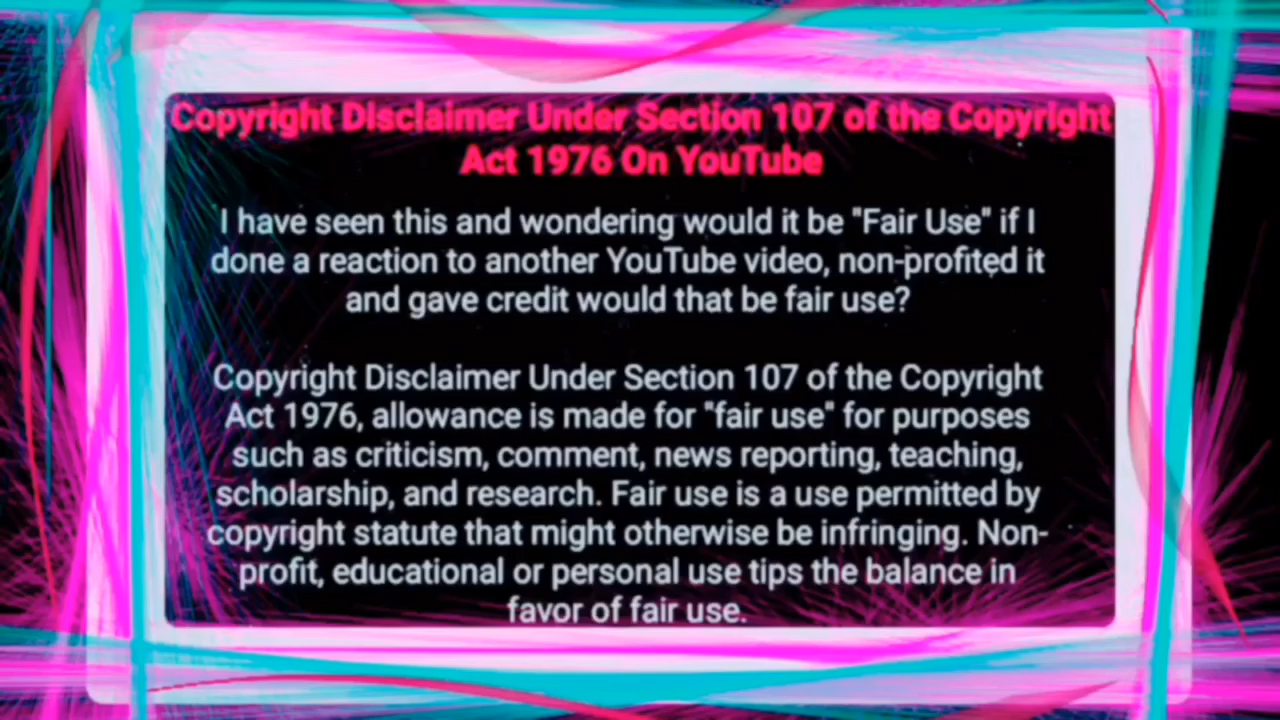 Copyright Disclaimer Under Section 107 of the Copyright
Act 1976 On YouTube
I have seen this and wondering would it be "Fair Use" if I
done a reaction to another YouTube video, non-profited it
and gave credit would that be fair use?
Copyright Disclaimer Under Section 107 of the Copyright
Act 1976, allowance is made for "fair use" for purposes
such as criticism, comment, news reporting, teaching,
scholarship, and research. Fair use is a use permitted by
copyright statute that might otherwise be infringing. Non-
profit, educational or personal use tips the balance in
favor of fair use.